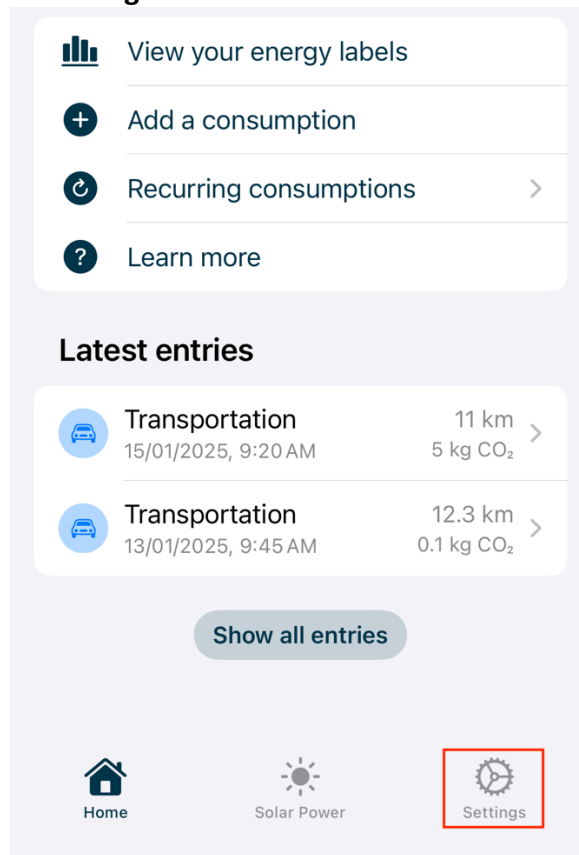 View your energy labels
Add a consumption
Recurring consumptions
Learn more
Latest entries
Transportation 11 km
15/01/2025, 9:20 AM 5 kg CO₂
Transportation 12.3 km
13/01/2025, 9:45 AM 0.1 kg CO₂
Show all entries
Home Solar Power Settings